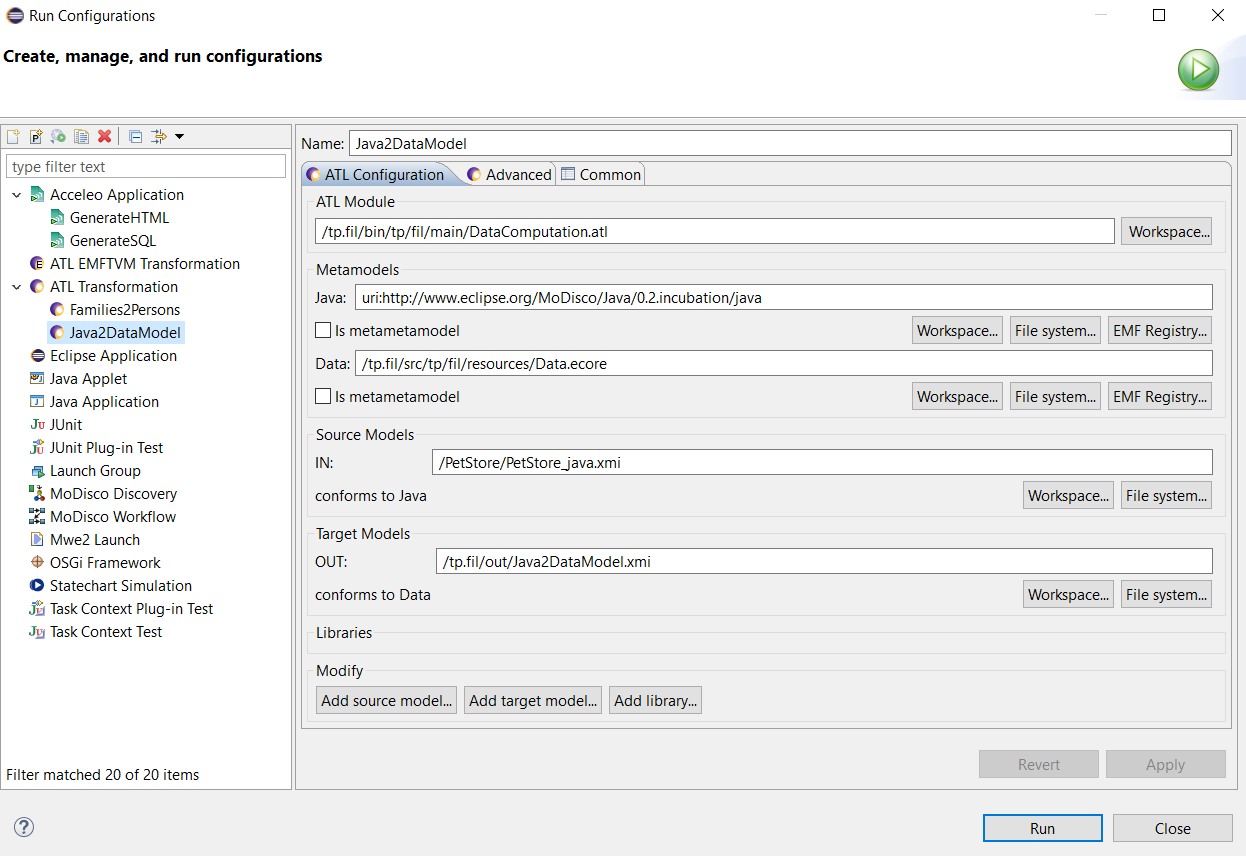 Run Configurations
Create, manage, and run configurations
type filter text
Acceleo Application
GenerateHTML
GenerateSQL
ATL EMFTVM Transformation
ATL Transformation
Families2Persons
Java2DataModel
Eclipse Application
Java Applet
Java Application
JUnit
JUnit Plug-in Test
Launch Group
MoDisco Discovery
MoDisco Workflow
Mwe2 Launch
OSGi Framework
Statechart Simulation
Task Context Plug-in Test
Task Context Test
Filter matched 20 of 20 items
Name: Java2DataModel
ATL Configuration Advanced Common
ATL Module
/tp.fil/bin/tp/fil/main/DataComputation.atl Workspace...
Metamodels
Java: uri:http://www.eclipse.org/MoDisco/Java/0.2.incubation/java
Is metametamodel Workspace... File system... EMF Registry...
Data: /tp.fil/src/tp/fil/resources/Data.ecore
Is metametamodel Workspace... File system... EMF Registry...
Source Models
IN: /PetStore/PetStore_java.xmi
conforms to Java Workspace... File system...
Target Models
OUT: /tp.fil/out/Java2DataModel.xmi
conforms to Data Workspace... File system...
Libraries
Modify
Add source model... Add target model... Add library...
Revert Apply
? Run Close